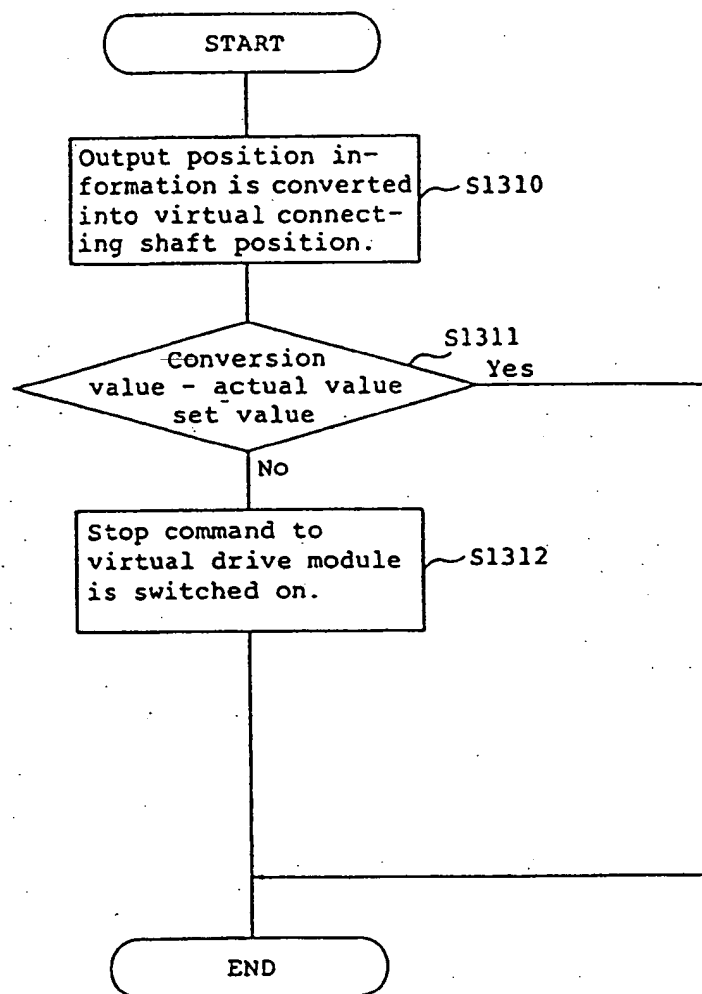 START
Output position in-
formation is converted
into virtual connect-
ing shaft position.
S1310
S1311
Conversion
value - actual value
set value
Yes
No
Stop command to
virtual drive module
is switched on.
S1312
END